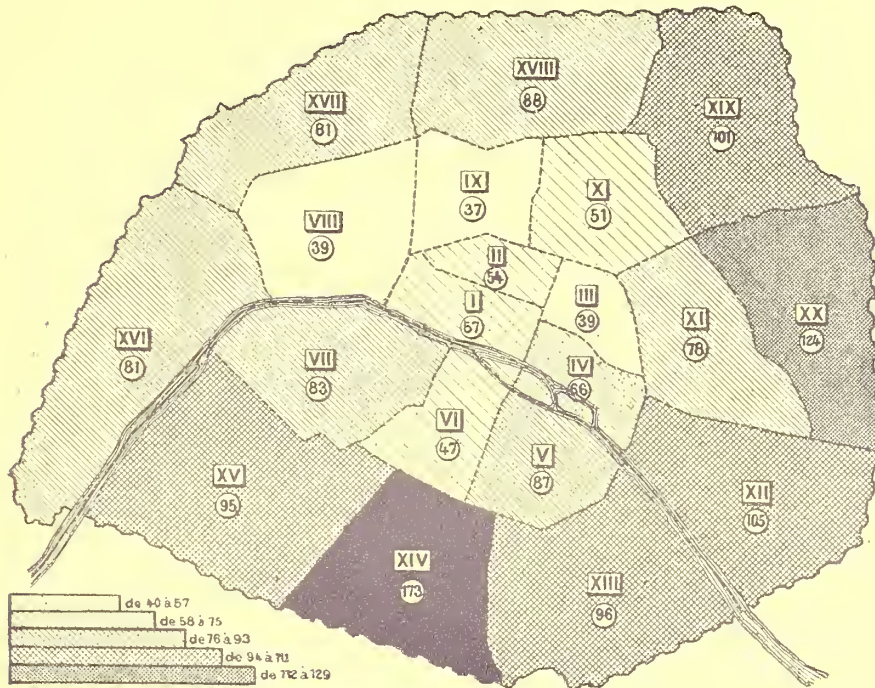 XVIII
88
XVII
81
XIX
101
IX
37
X
51
VIII
39
II
54
III
39
I
57
XI
78
XX
124
XVI
81
VII
83
IV
66
VI
47
V
87
XV
95
XII
105
XIV
173
XIII
96
de 40 à 57
de 58 à 75
de 76 à 93
de 94 à 111
de 112 à 129